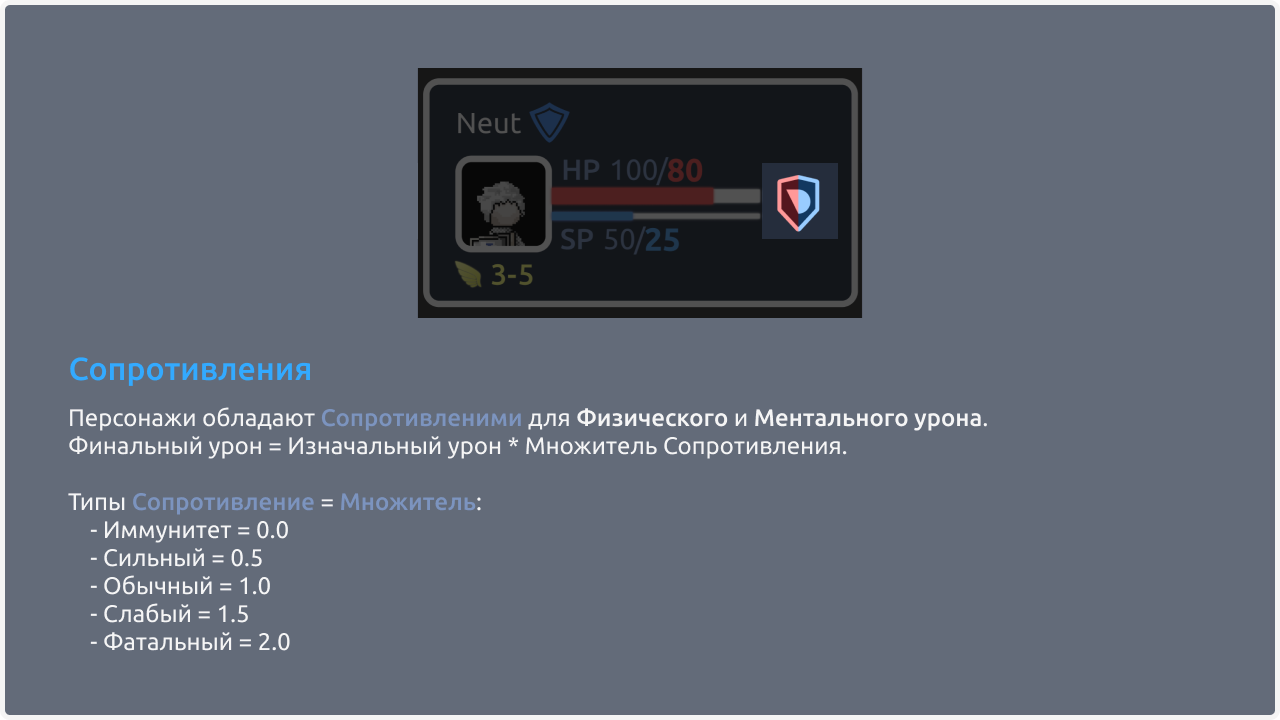 Neut
HP 100/80
SP 50/25
3-5
Сопротивления
Персонажи обладают Сопротивленими для Физического и Ментального урона.
Финальный урон = Изначальный урон * Множитель Сопротивления.
Типы Сопротивление = Множитель:
- Иммунитет = 0.0
- Сильный = 0.5
- Обычный = 1.0
- Слабый = 1.5
- Фатальный = 2.0